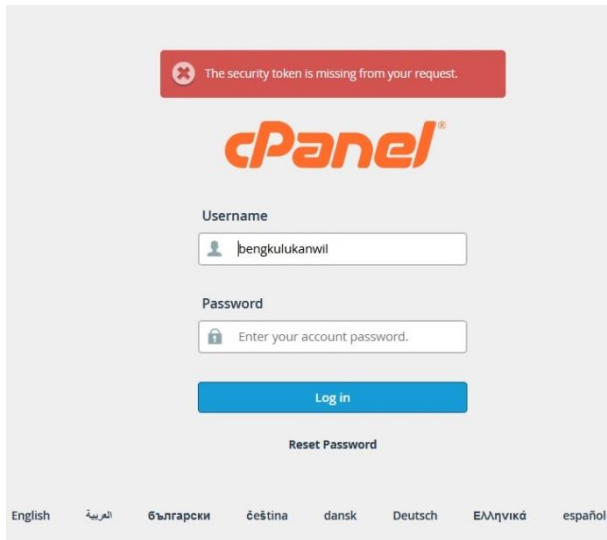 The security token is missing from your request.
cPanel®
Username
bengkulukanwil
Password
Enter your account password.
Log in
Reset Password
English العربية български čeština dansk Deutsch Ελληνικά español